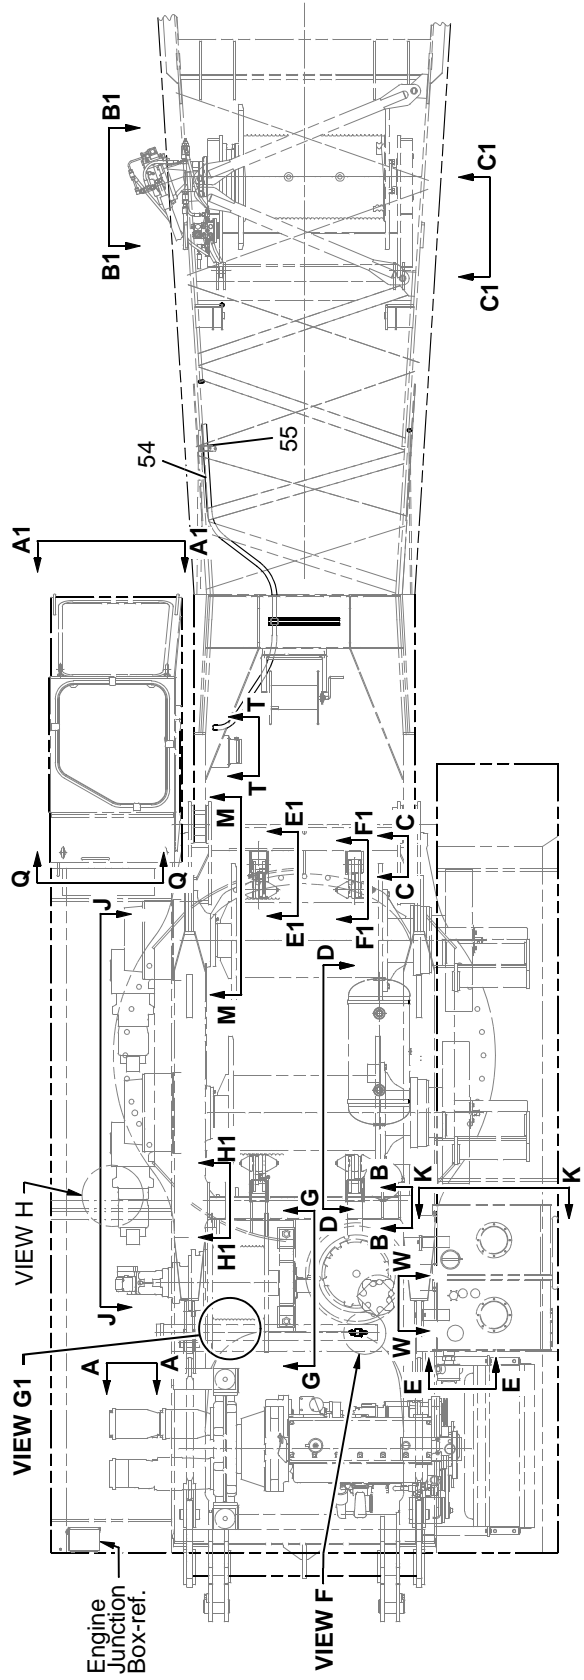 B1
B1
C1
C1
54
55
A1
A1
T
T
M
M
E1
E1
F1
F1
C
C
Q
Q
J
J
D
D
H1
H1
G
G
B
B
K
K
W
W
E
E
A
A
VIEW H
VIEW G1
VIEW F
Engine
Junction
Box-ref.